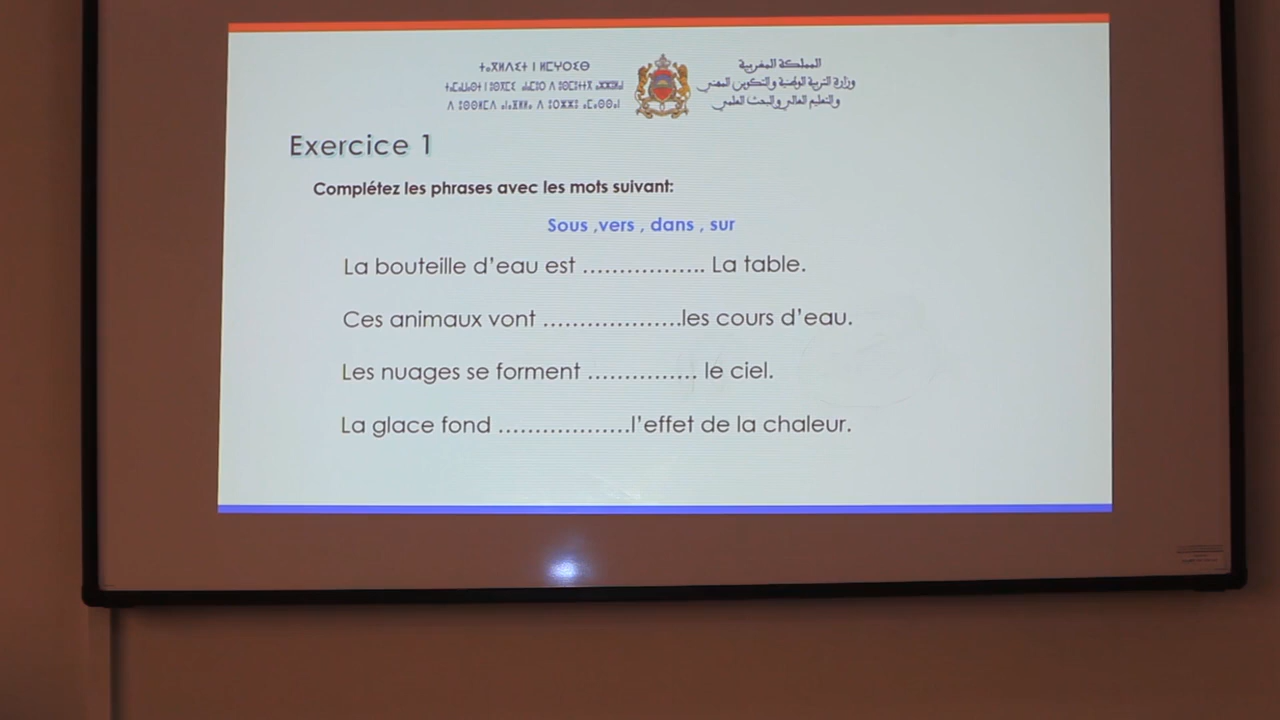 ⵜⴰⴳⵍⴷⵉⵜ ⵏ ⵍⵎⵖⵔⵉⴱ
المملكة المغربية
وزارة التربية الوطنية والتكوين المهني
والتعليم العالي والبحث العلمي
Exercice 1
Complétez les phrases avec les mots suivant:
Sous ,vers , dans , sur
La bouteille d’eau est ................. La table.
Ces animaux vont ...................les cours d’eau.
Les nuages se forment ............... le ciel.
La glace fond ..................l’effet de la chaleur.